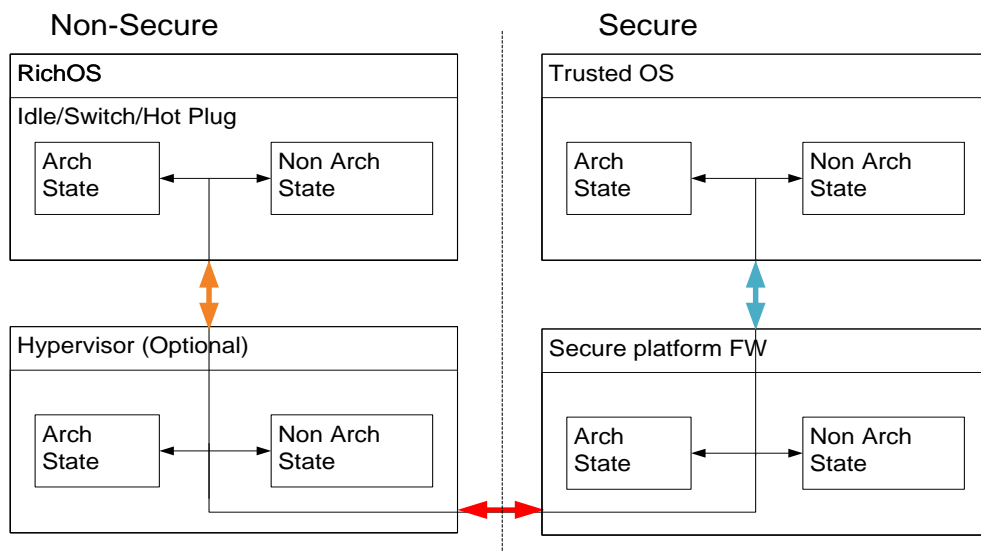 Non-Secure
Secure
RichOS
Idle/Switch/Hot Plug
Arch
State
Non Arch
State
Trusted OS
Arch
State
Non Arch
State
Hypervisor (Optional)
Arch
State
Non Arch
State
Secure platform FW
Arch
State
Non Arch
State